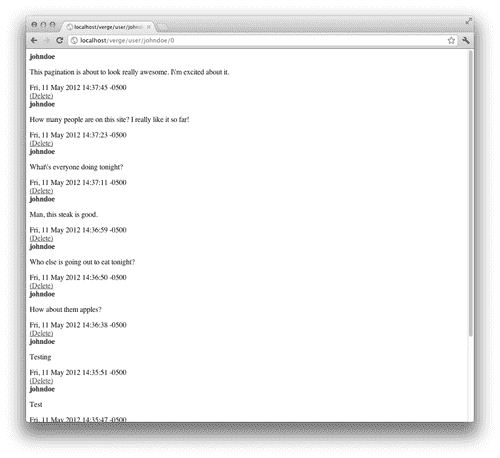 localhost/verge/user/johnd
localhost/verge/user/johndoe/0
johndoe
This pagination is about to look really awesome. I'm excited about it.
Fri, 11 May 2012 14:37:45 -0500
(Delete)
johndoe
How many people are on this site? I really like it so far!
Fri, 11 May 2012 14:37:23 -0500
(Delete)
johndoe
What\'s everyone doing tonight?
Fri, 11 May 2012 14:37:11 -0500
(Delete)
johndoe
Man, this steak is good.
Fri, 11 May 2012 14:36:59 -0500
(Delete)
johndoe
Who else is going out to eat tonight?
Fri, 11 May 2012 14:36:50 -0500
(Delete)
johndoe
How about them apples?
Fri, 11 May 2012 14:36:38 -0500
(Delete)
johndoe
Testing
Fri, 11 May 2012 14:35:51 -0500
(Delete)
johndoe
Test
Fri, 11 May 2012 14:35:47 -0500